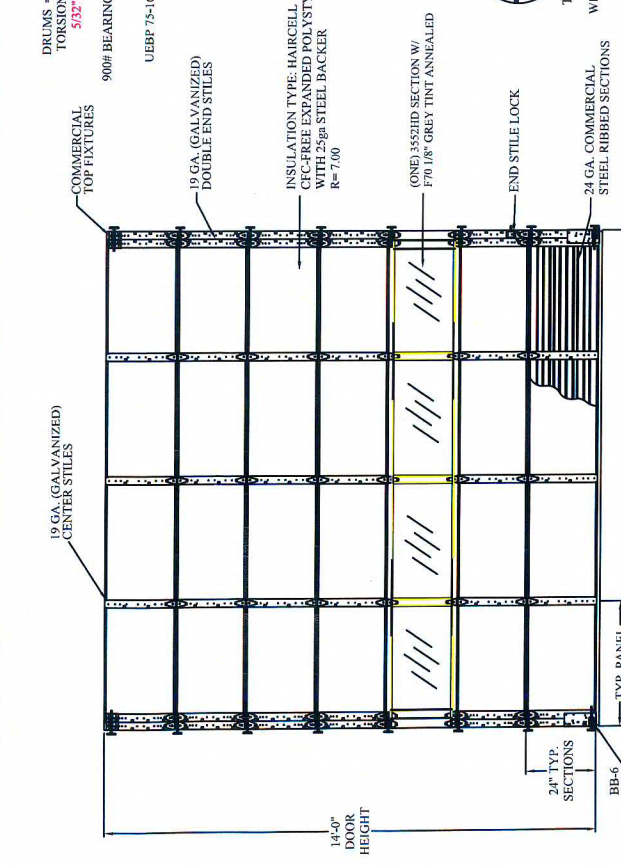 DRUMS =
TORSION
5/32"
900# BEARING
UEBP 75-10
COMMERCIAL
TOP FIXTURES
19 GA. (GALVANIZED)
DOUBLE END STILES
INSULATION TYPE: HAIRCELL
CFC-FREE EXPANDED POLYSTY
WITH 25ga STEEL BACKER
R= 7.00
(ONE) 3552HD SECTION W/
F70 1/8" GREY TINT ANNEALED
END STILE LOCK
24 GA. COMMERCIAL
STEEL RIBBED SECTIONS
19 GA. (GALVANIZED)
CENTER STILES
14'-0"
DOOR
HEIGHT
24" TYP.
SECTIONS
TYP. PANEL
BB-6